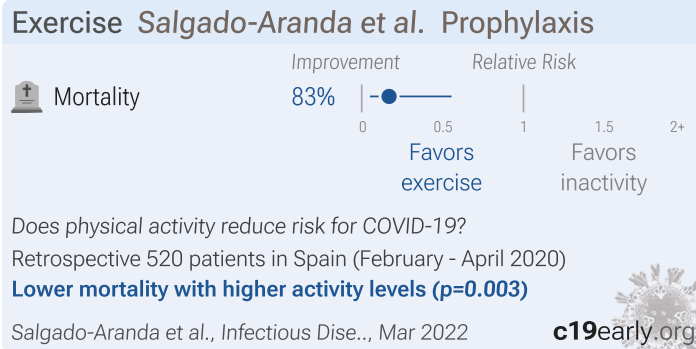 Exercise Salgado-Aranda et al. Prophylaxis
Improvement Relative Risk
Mortality 83%
0 0.5 1 1.5 2+
Favors exercise Favors inactivity
Does physical activity reduce risk for COVID-19?
Retrospective 520 patients in Spain (February - April 2020)
Lower mortality with higher activity levels (p=0.003)
Salgado-Aranda et al., Infectious Dise.., Mar 2022 c19early.org